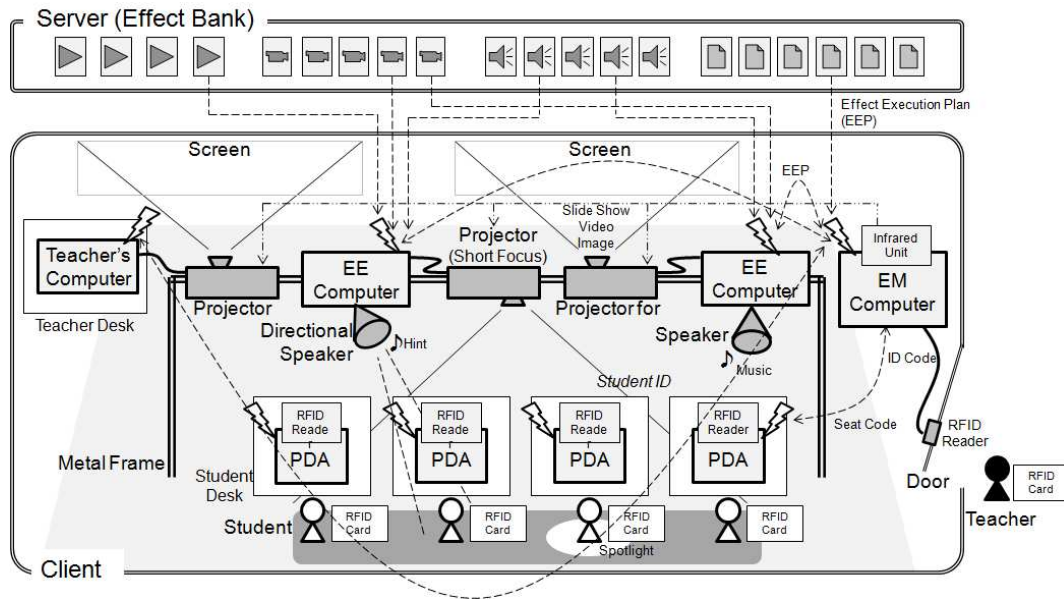 Server (Effect Bank)
Effect Execution Plan
(EEP)
Screen
Screen
EEP
Slide Show
Video
Image
Infrared
Unit
Teacher's
Computer
Projector
(Short Focus)
EE
Computer
EE
Computer
EM
Computer
Projector
Projector for
Teacher Desk
Directional
Speaker
Hint
Speaker
Music
ID Code
Student ID
Seat Code
RFID
Reade
r
PDA
RFID
Reade
r
PDA
RFID
Reade
r
PDA
RFID
Reader
PDA
RFID
Reader
Metal Frame
Student
Desk
Door
RFID
Card
Teacher
Student
RFID
Card
RFID
Card
RFID
Card
RFID
Card
Spotlight
Client